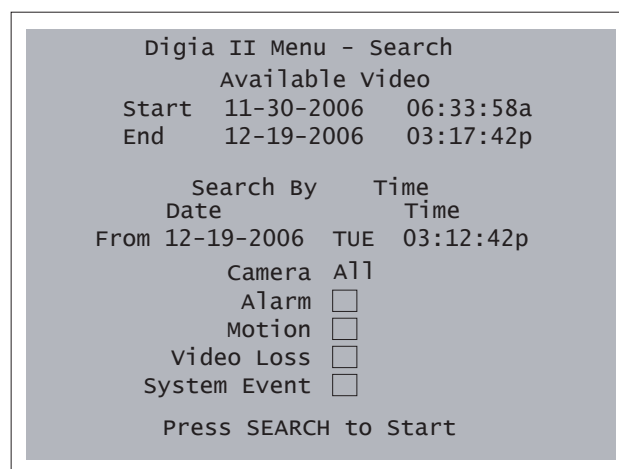 Digia II Menu - Search
Available Video
Start 11-30-2006 06:33:58a
End 12-19-2006 03:17:42p
Search By Time
Date Time
From 12-19-2006 TUE 03:12:42p
Camera All
Alarm
Motion
Video Loss
System Event
Press SEARCH to Start